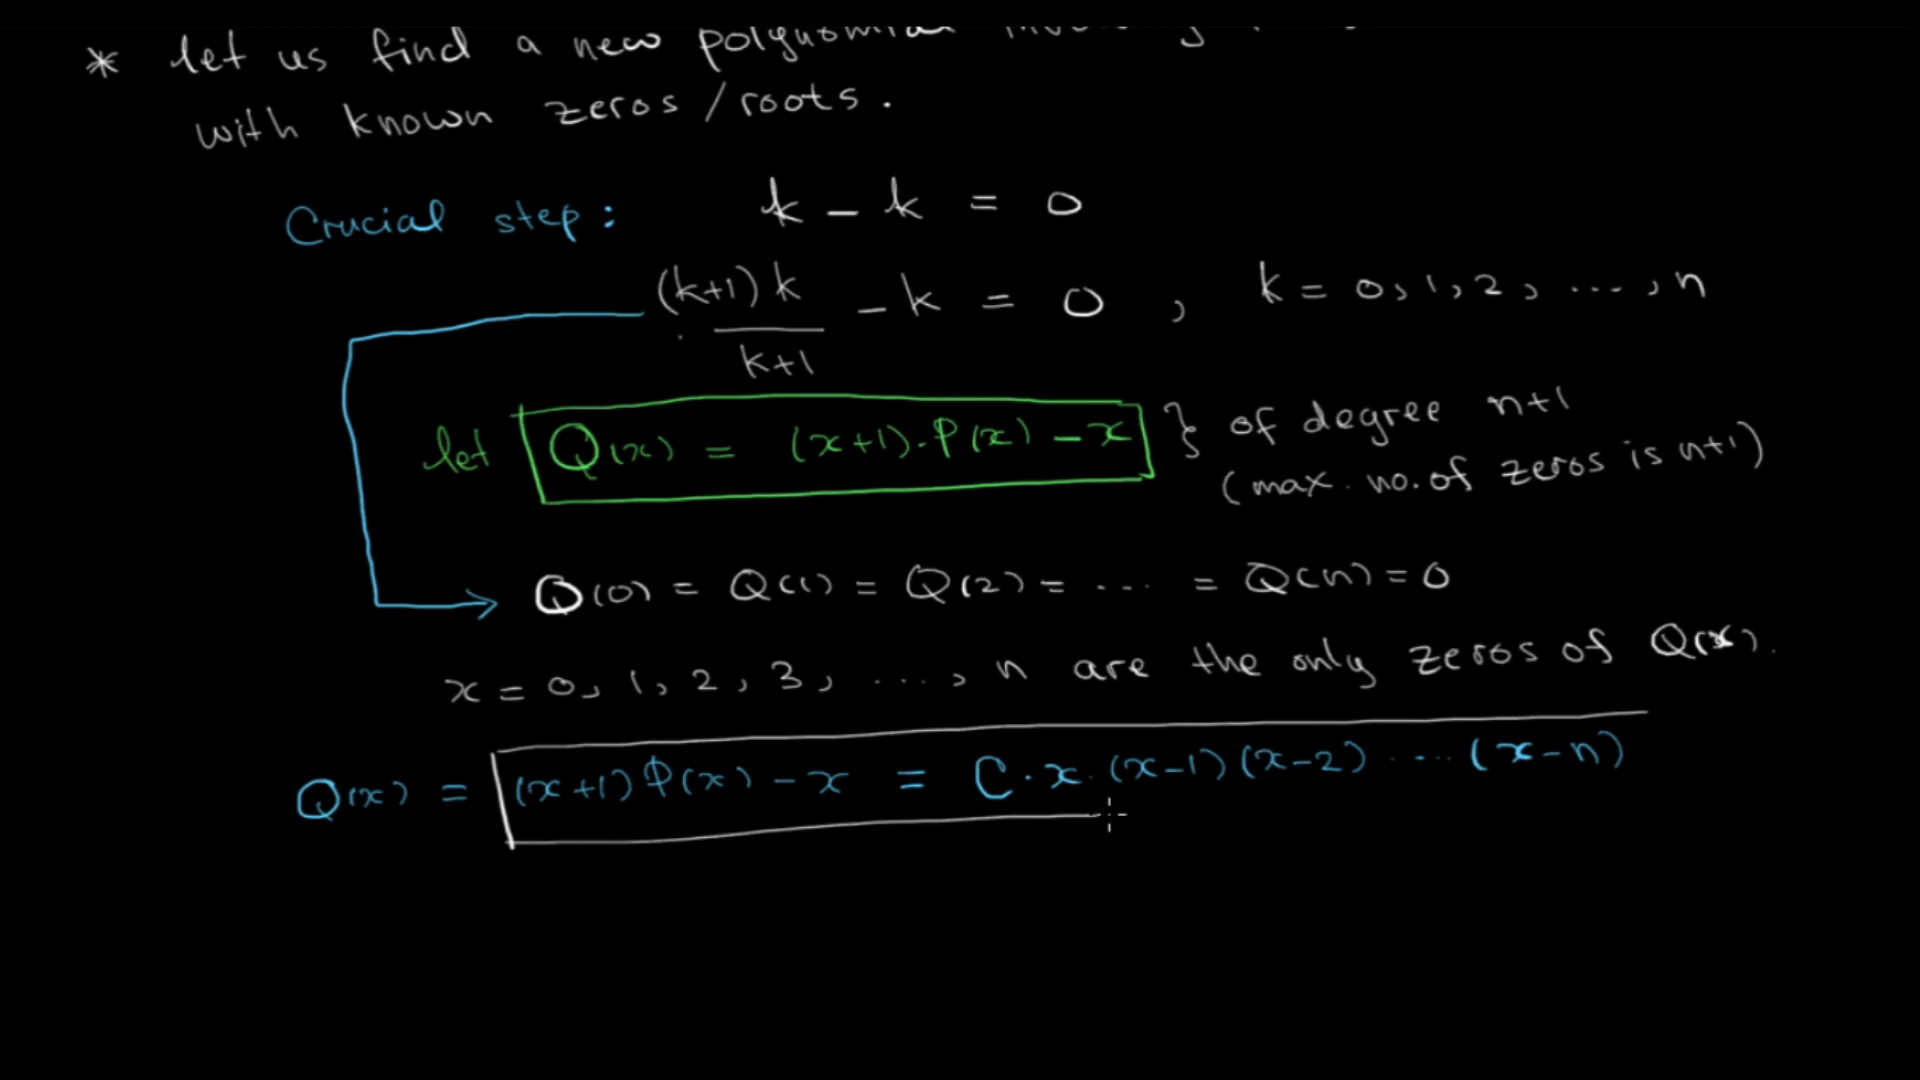 * let us find a new polynomial
with known zeros/roots.
Crucial step: k - k = 0
(k+1)k / k+1 - k = 0 , k = 0, 1, 2, ..., n
let Q(x) = (x+1).P(x) - x } of degree n+1
(max. no. of zeros is n+1)
Q(0) = Q(1) = Q(2) = ... = Q(n) = 0
x = 0, 1, 2, 3, ...., n are the only zeros of Q(x).
Q(x) = (x+1)P(x) - x = C·x.(x-1)(x-2) ....(x-n)